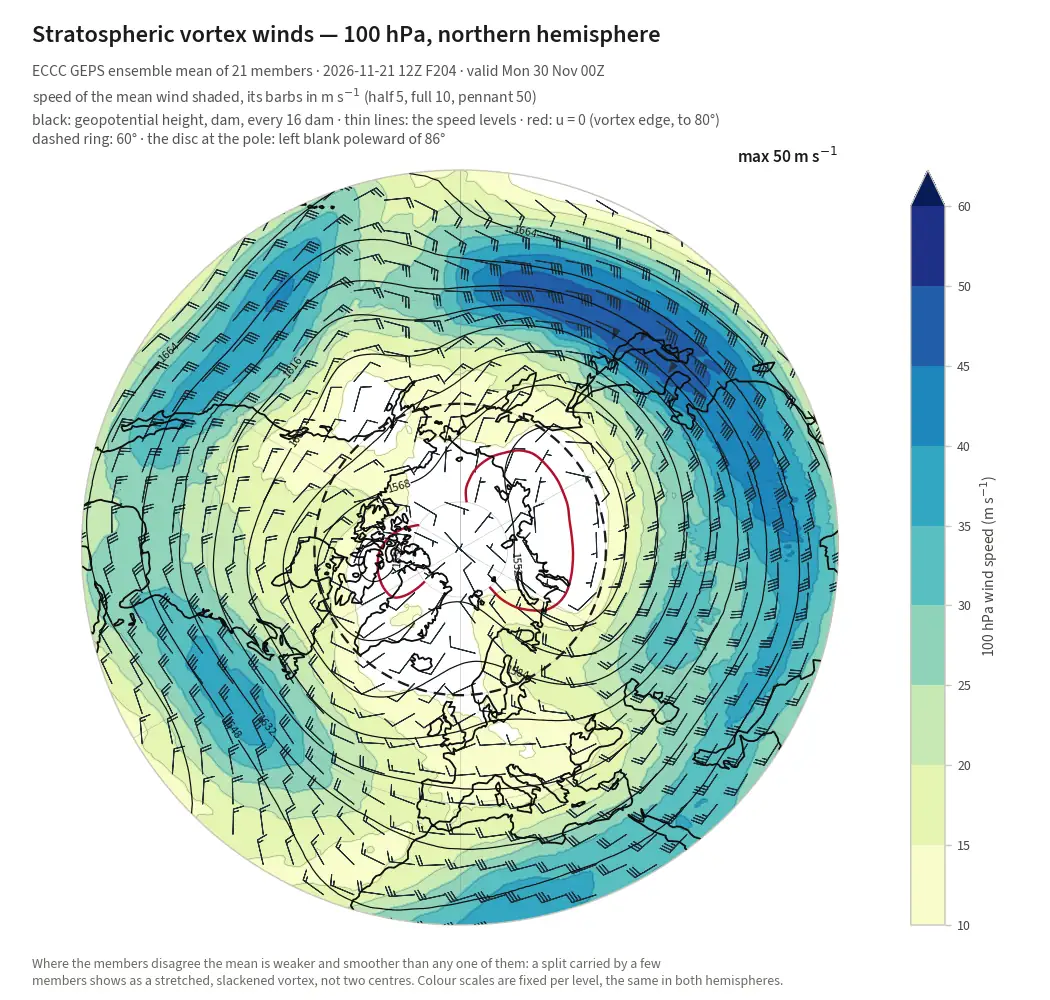 Stratospheric vortex winds — 100 hPa, northern hemisphere
ECCC GEPS ensemble mean of 21 members · 2026-11-21 12Z F204 · valid Mon 30 Nov 00Z
speed of the mean wind shaded, its barbs in m s⁻¹ (half 5, full 10, pennant 50)
black: geopotential height, dam, every 16 dam · thin lines: the speed levels · red: u = 0 (vortex edge, to 80°)
dashed ring: 60° · the disc at the pole: left blank poleward of 86°
max 50 m s⁻¹
1664
1664
1616
1568
1632
1648
60
50
45
40
35
30
25
20
15
10
100 hPa wind speed (m s⁻¹)
Where the members disagree the mean is weaker and smoother than any one of them: a split carried by a few
members shows as a stretched, slackened vortex, not two centres. Colour scales are fixed per level, the same in both hemispheres.